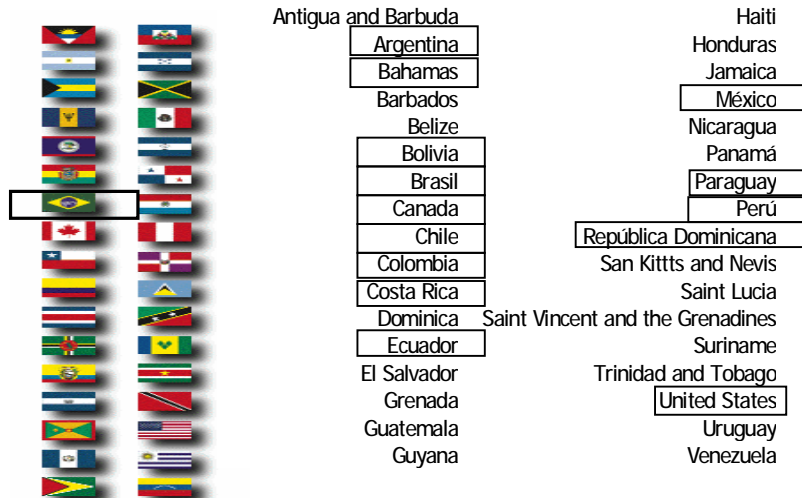 Antigua and Barbuda
Argentina
Bahamas
Barbados
Belize
Bolivia
Brasil
Canada
Chile
Colombia
Costa Rica
Dominica
Ecuador
El Salvador
Grenada
Guatemala
Guyana
Haiti
Honduras
Jamaica
México
Nicaragua
Panamá
Paraguay
Perú
República Dominicana
San Kittts and Nevis
Saint Lucia
Saint Vincent and the Grenadines
Suriname
Trinidad and Tobago
United States
Uruguay
Venezuela